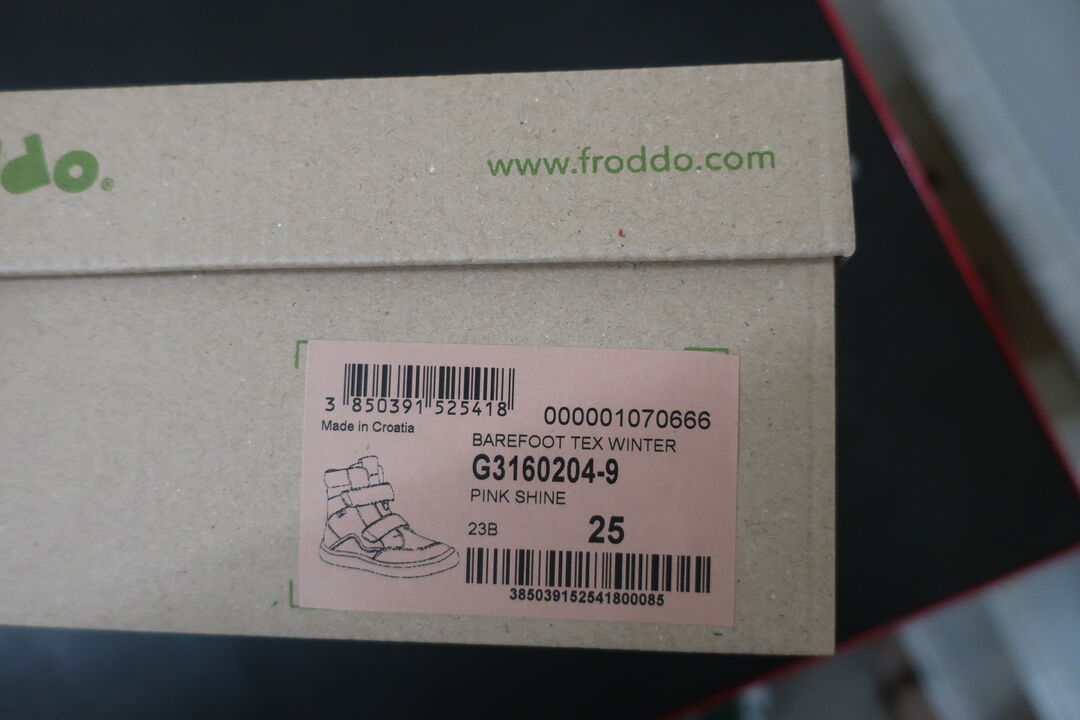 ddo®
www.froddo.com
3 850391 525418
000001070666
Made in Croatia
BAREFOOT TEX WINTER
G3160204-9
PINK SHINE
23B
25
385039152541800085